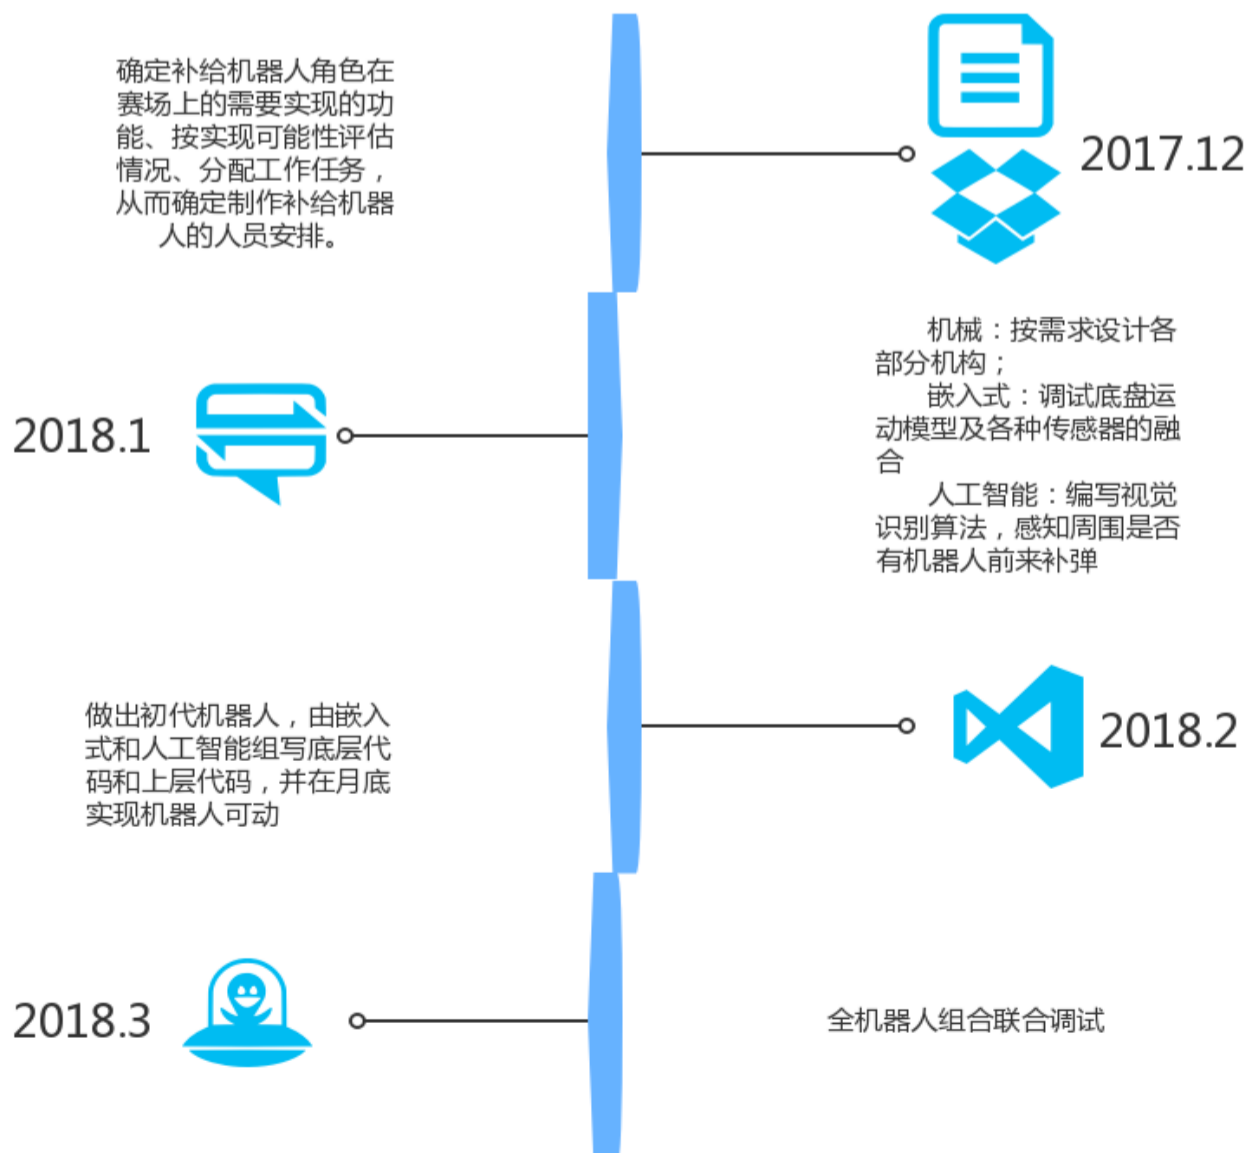 确定补给机器人角色在
赛场上的需要实现的功
能、按实现可能性评估
情况、分配工作任务，
从而确定制作补给机器
人的人员安排。
2017.12
2018.1
机械：按需求设计各
部分机构；
嵌入式：调试底盘运
动模型及各种传感器的融
合
人工智能：编写视觉
识别算法，感知周围是否
有机器人前来补弹
做出初代机器人，由嵌入
式和人工智能组写底层代
码和上层代码，并在月底
实现机器人可动
2018.2
2018.3
全机器人组合联合调试